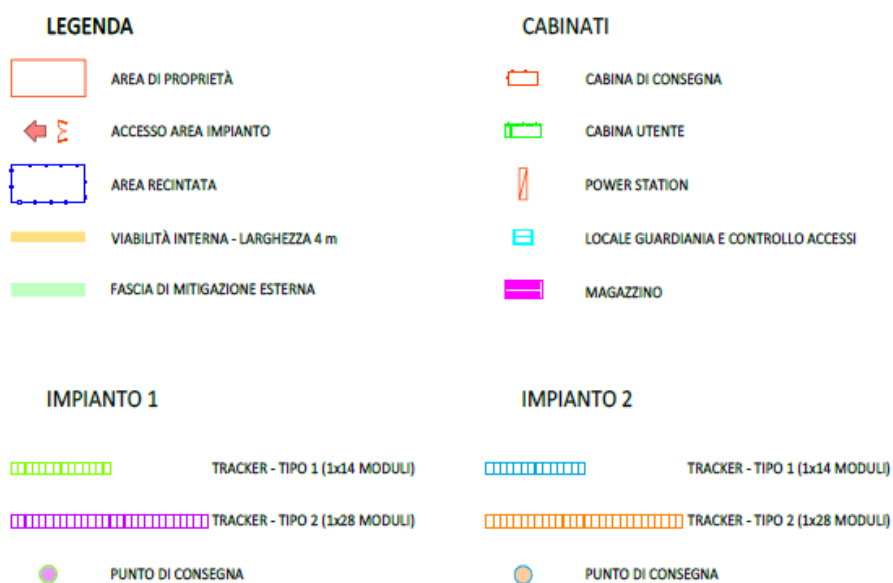 LEGENDA
AREA DI PROPRIETÀ
ACCESSO AREA IMPIANTO
AREA RECINTATA
VIABILITÀ INTERNA - LARGHEZZA 4 m
FASCIA DI MITIGAZIONE ESTERNA
CABINATI
CABINA DI CONSEGNA
CABINA UTENTE
POWER STATION
LOCALE GUARDIANIA E CONTROLLO ACCESSI
MAGAZZINO
IMPIANTO 1
TRACKER - TIPO 1 (1x14 MODULI)
TRACKER - TIPO 2 (1x28 MODULI)
PUNTO DI CONSEGNA
IMPIANTO 2
TRACKER - TIPO 1 (1x14 MODULI)
TRACKER - TIPO 2 (1x28 MODULI)
PUNTO DI CONSEGNA